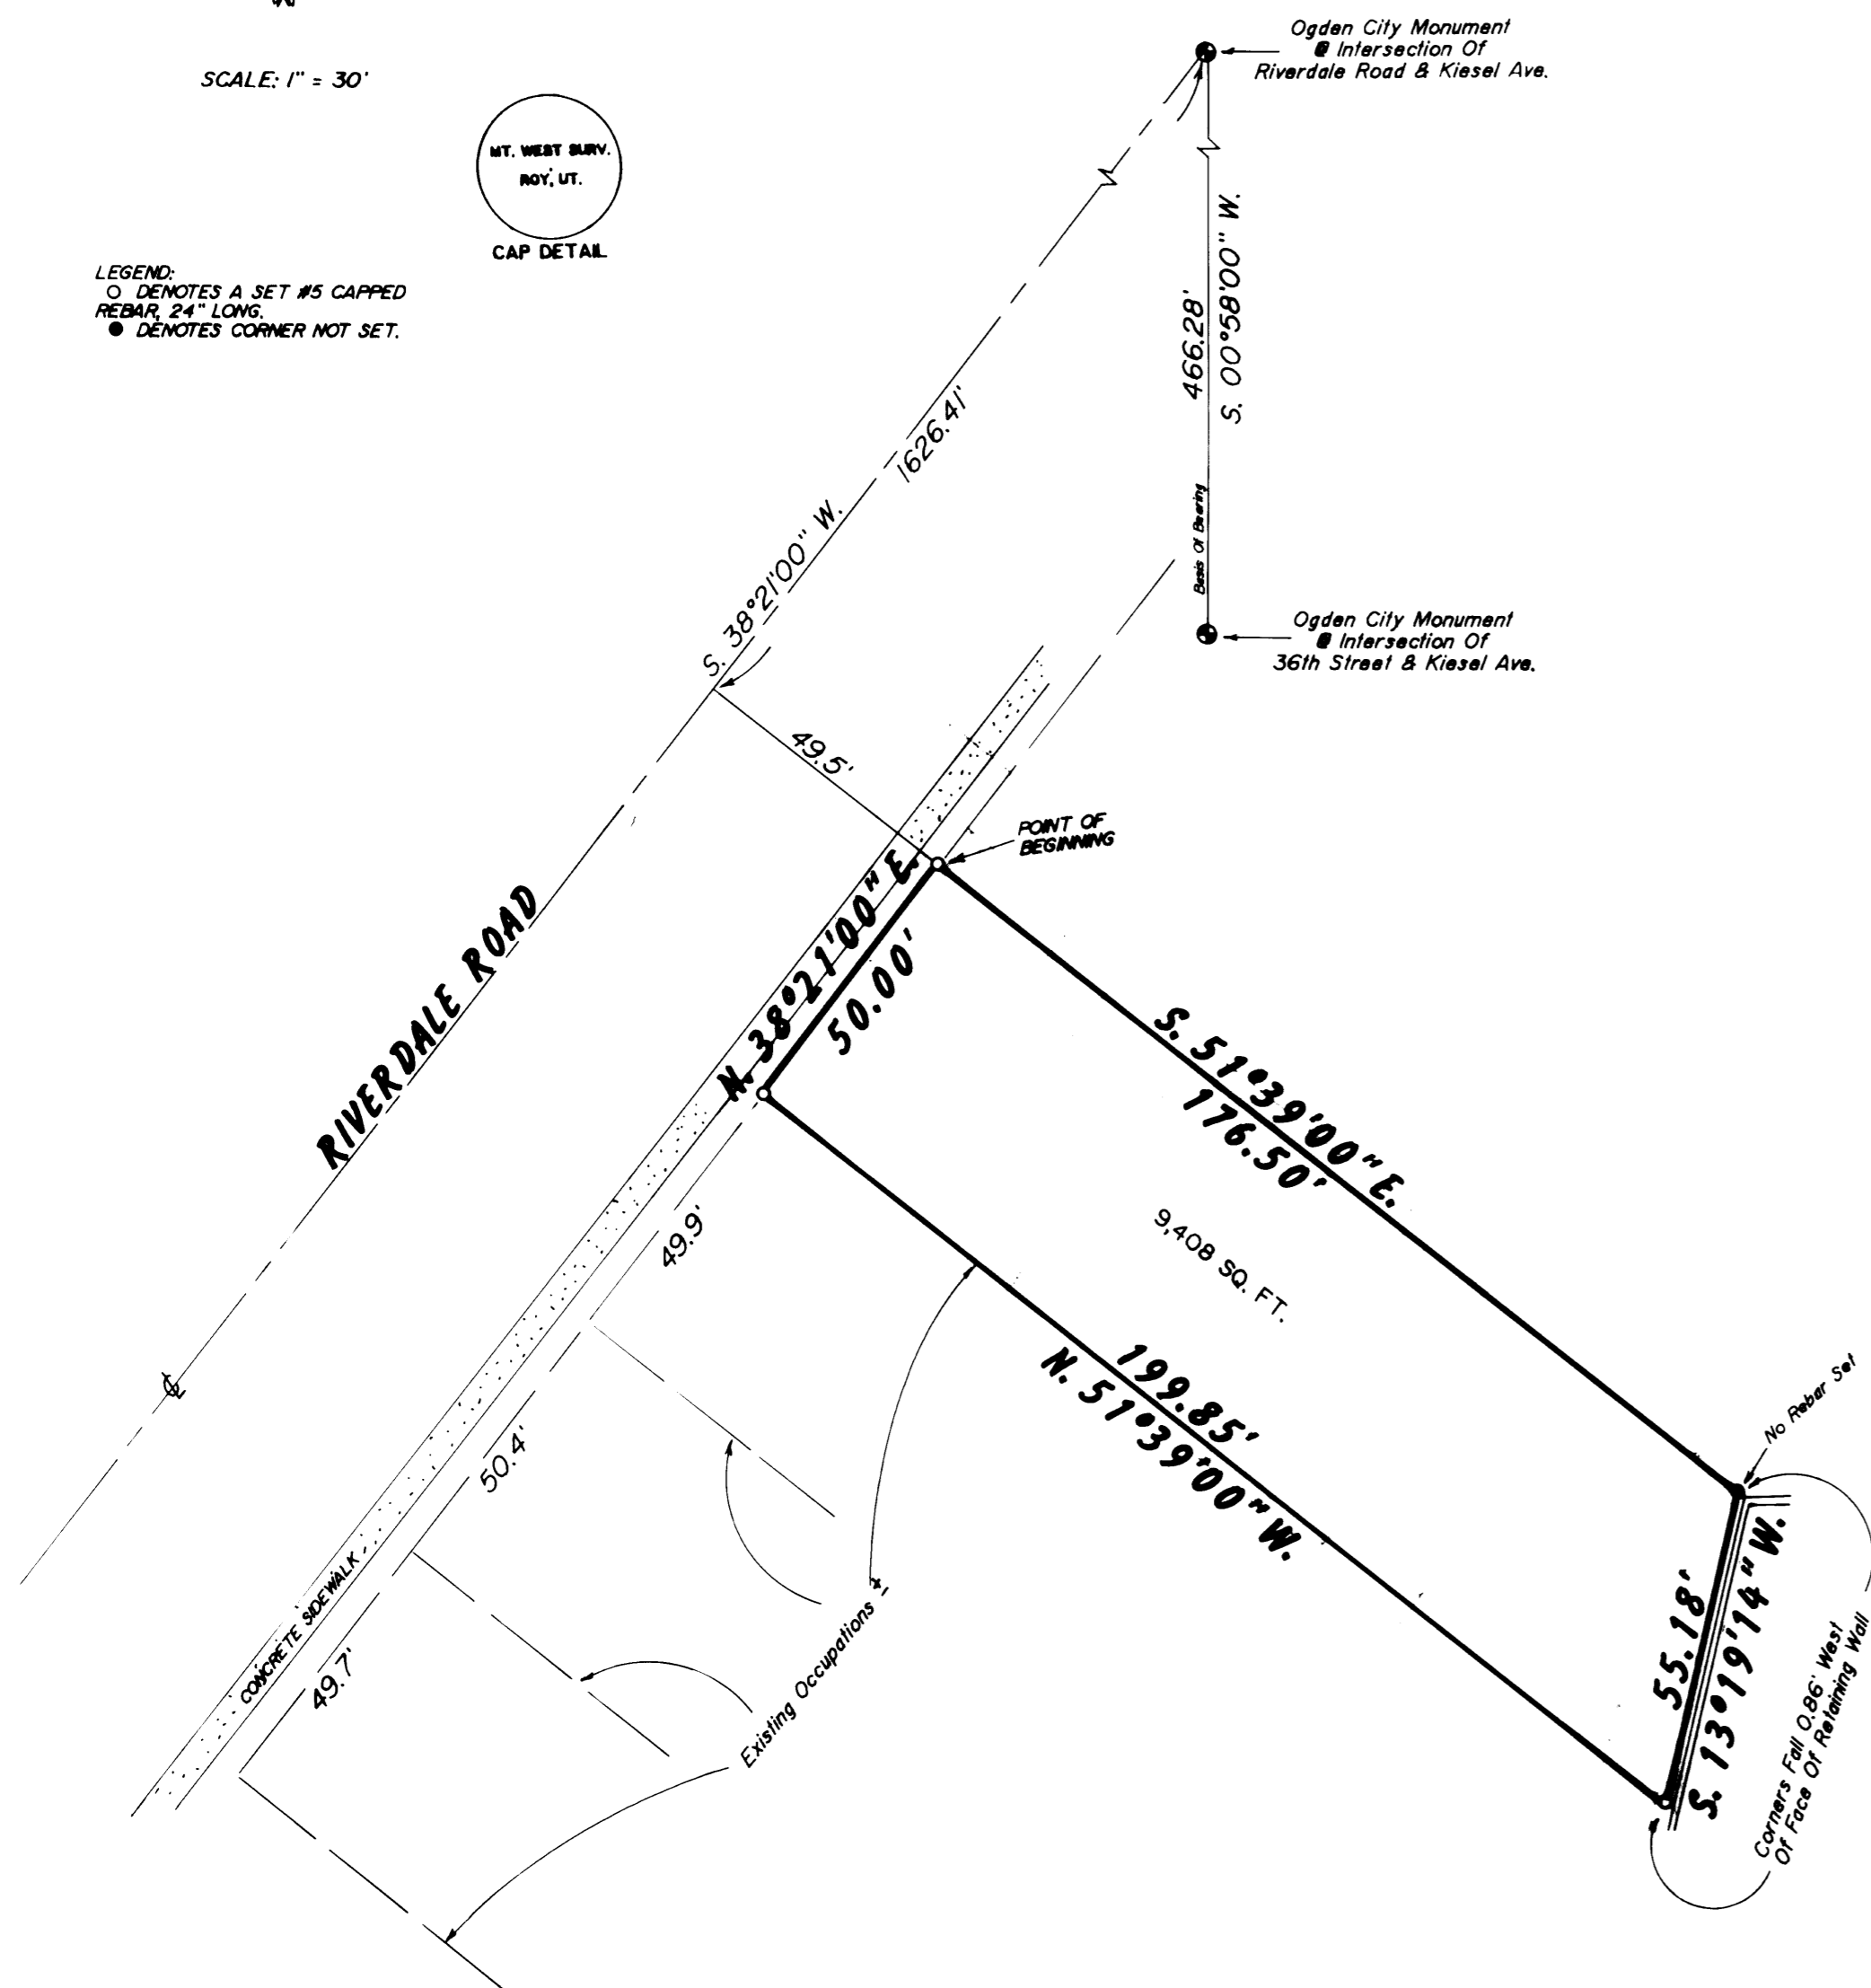 SCALE: 1" = 30'
MT. WEST SURV.
ROY, UT.
CAP DETAIL
LEGEND:
○ DENOTES A SET #5 CAPPED
REBAR, 24" LONG.
● DENOTES CORNER NOT SET.
Ogden City Monument
@ Intersection Of
Riverdale Road & Kiesel Ave.
466.28'
S. 00°58'00" W.
Basis Of Bearing
Ogden City Monument
@ Intersection Of
36th Street & Kiesel Ave.
1626.41'
S. 38°21'00" W.
49.5'
POINT OF
BEGINNING
RIVERDALE ROAD
N. 38°21'00" E.
50.00'
S. 51°39'00" E.
176.50'
9,408 SQ. FT.
199.85'
N. 51°39'00" W.
49.9'
50.4'
49.7'
CONCRETE SIDEWALK
℄
Existing Occupations ±
No Rebar Set
55.18'
S. 13°19'14" W.
Corners Fall 0.86' West
Of Face Of Retaining Wall